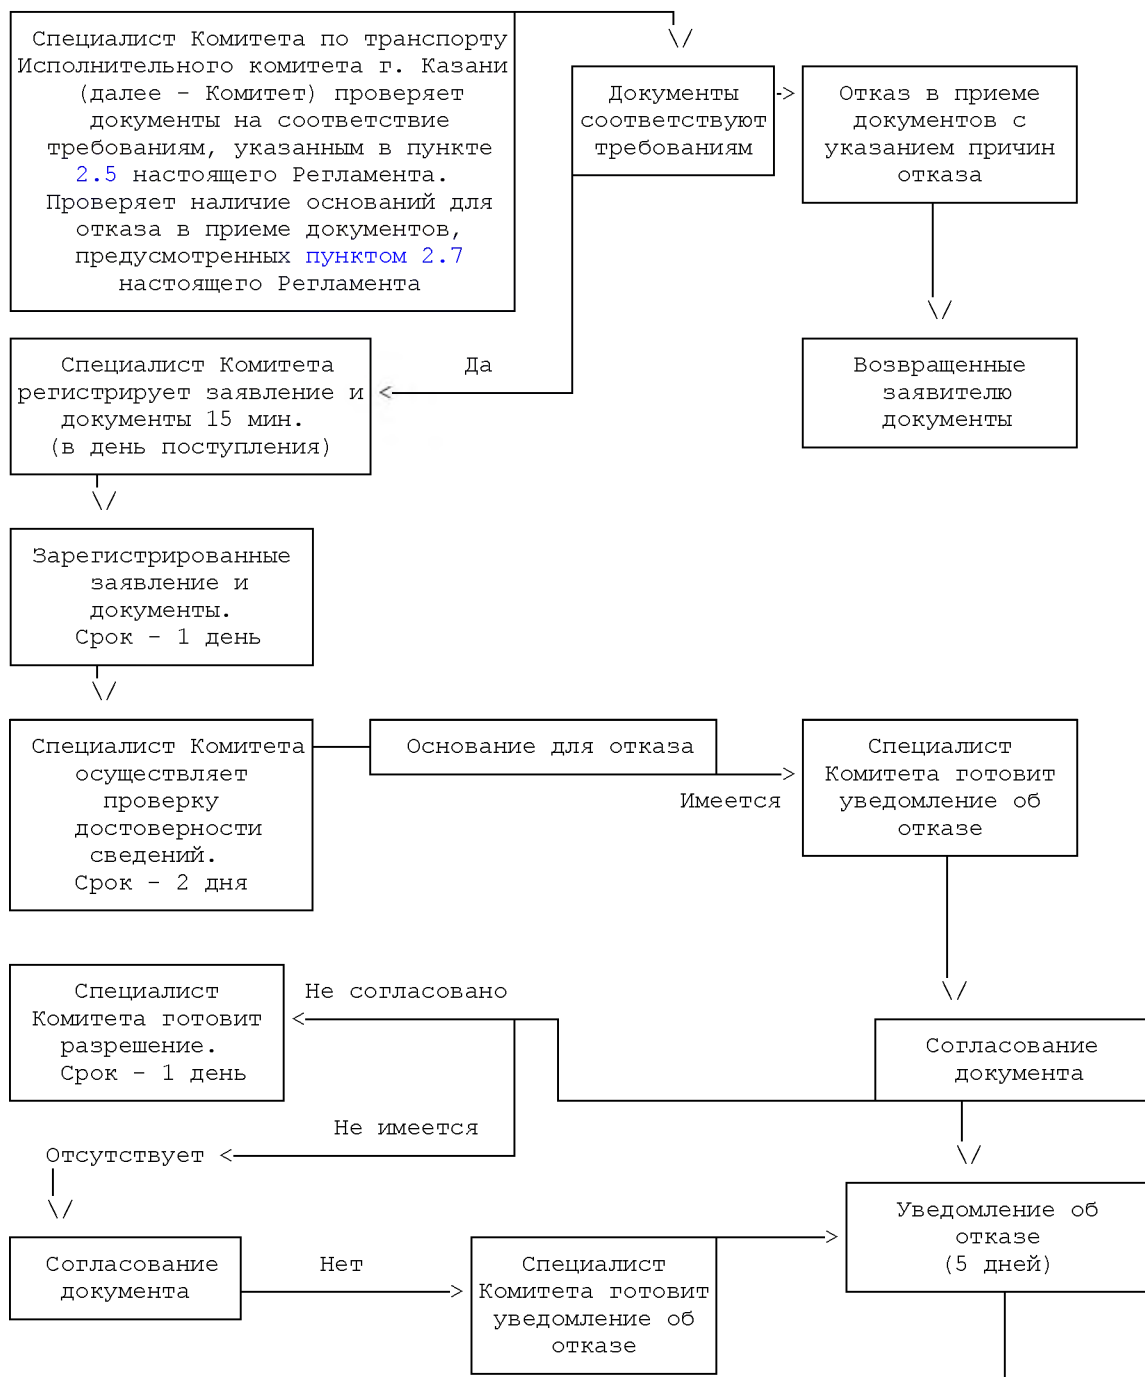 Специалист Комитета по транспорту
Исполнительного комитета г. Казани
(далее - Комитет) проверяет
документы на соответствие
требованиям, указанным в пункте
2.5 настоящего Регламента.
Проверяет наличие оснований для
отказа в приеме документов,
предусмотренных пунктом 2.7
настоящего Регламента
\/
Документы
соответствуют
требованиям
->
Отказ в приеме
документов с
указанием причин
отказа
\/
Специалист Комитета
регистрирует заявление и
документы 15 мин.
(в день поступления)
Да
<
Возвращенные
заявителю
документы
\/
Зарегистрированные
заявление и
документы.
Срок - 1 день
\/
Специалист Комитета
осуществляет
проверку
достоверности
сведений.
Срок - 2 дня
Основание для отказа
>
Имеется
Специалист
Комитета готовит
уведомление об
отказе
\/
Специалист
Комитета готовит
разрешение.
Срок - 1 день
Не согласовано
<
Согласование
документа
Не имеется
Отсутствует <
\/
\/
Уведомление об
отказе
(5 дней)
Согласование
документа
Нет
>
Специалист
Комитета готовит
уведомление об
отказе
>